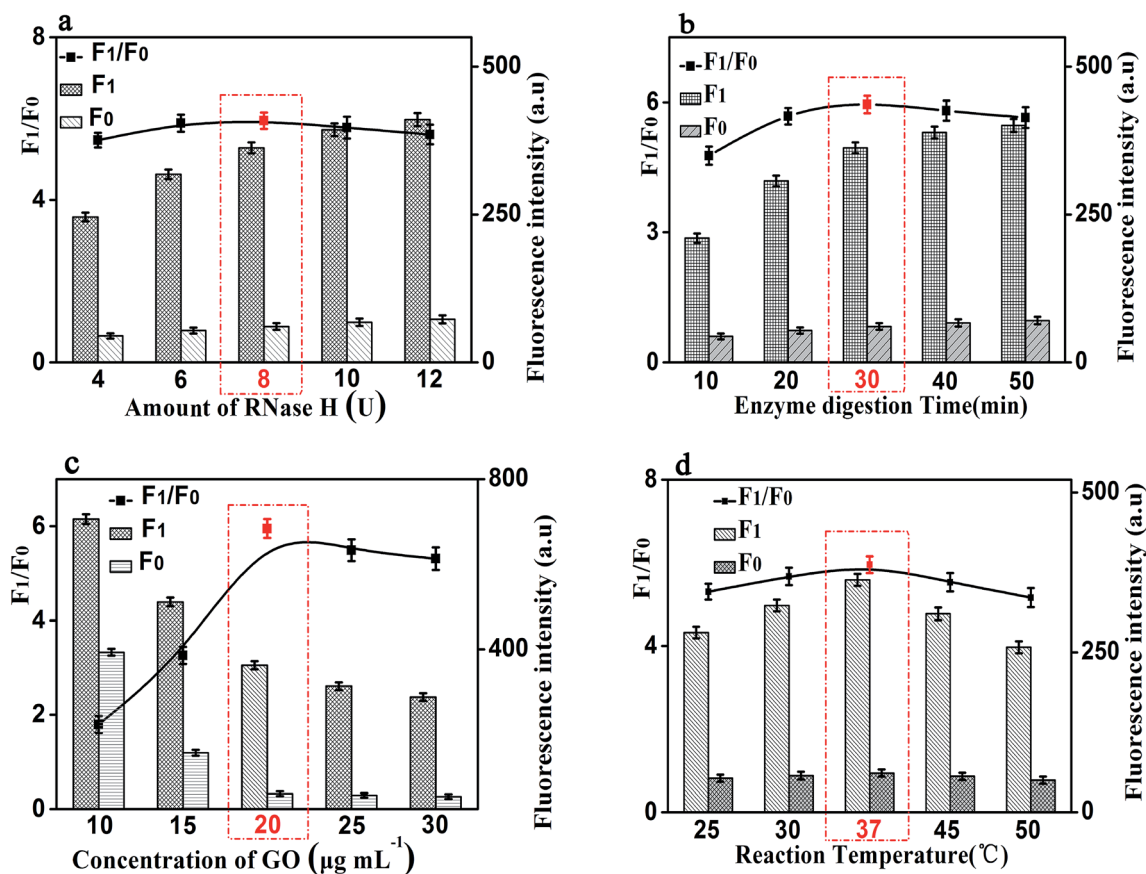 a
8
4
0
F1/F0
F1/F0
F1
F0
500
250
0
Fluorescence intensity (a.u)
4 6 8 10 12
Amount of RNase H (U)
b
6
3
0
F1/F0
F1/F0
F1
F0
500
250
0
Fluorescence intensity (a.u)
10 20 30 40 50
Enzyme digestion Time(min)
c
6
4
2
0
F1/F0
F1/F0
F1
F0
800
400
0
Fluorescence intensity (a.u)
10 15 20 25 30
Concentration of GO (μg mL⁻¹)
d
8
4
0
F1/F0
F1/F0
F1
F0
500
250
0
Fluorescence intensity (a.u)
25 30 37 45 50
Reaction Temperature(℃)